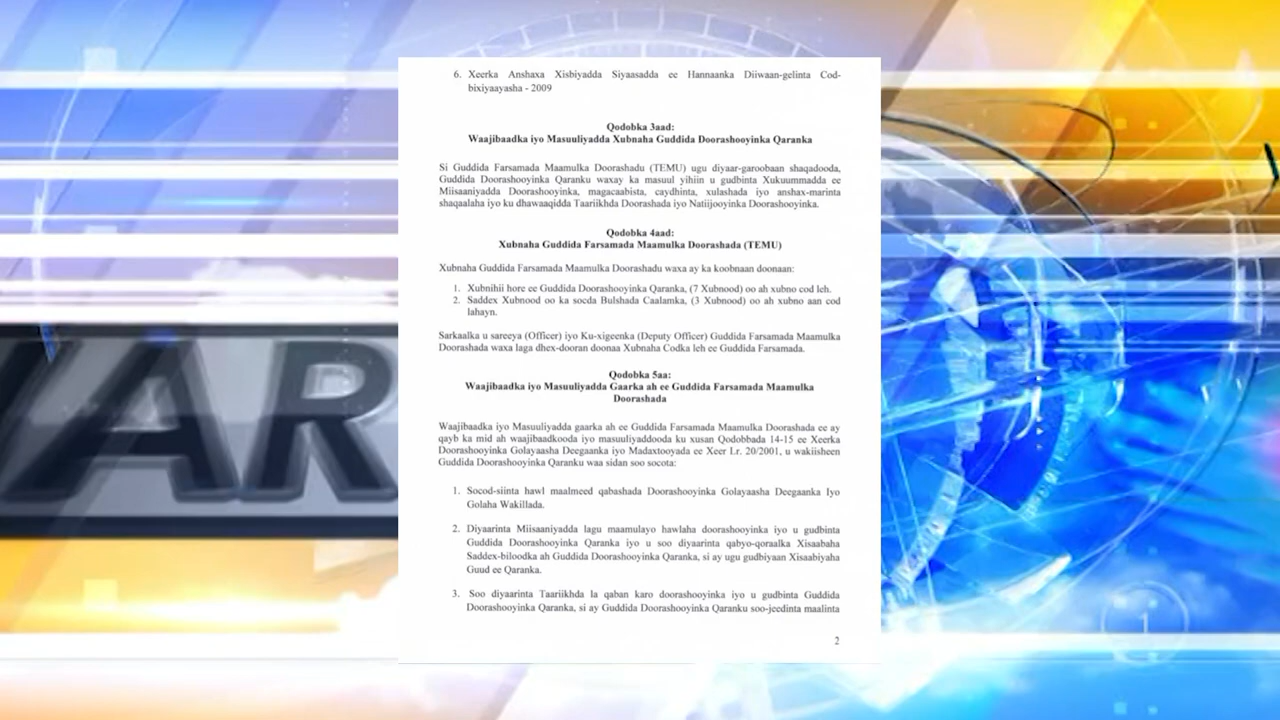 6. Xeerka Anshaxa Xisbiyadda Siyaasadda ee Hannaanka Diiwaan-gelinta Cod-
bixiyaayasha - 2009
Qodobka 3aad:
Waajibaadka iyo Masuuliyadda Xubnaha Guddida Doorashooyinka Qaranka
Si Guddida Farsamada Maamulka Doorashadu (TEMU) ugu diyaar-garoobaan shaqadooda,
Guddida Doorashooyinka Qaranku waxay ka masuul yihiin u gudbinta Xukuummadda ee
Miisaaniyadda Doorashooyinka, magacaabista, caydhinta, xulashada iyo anshax-marinta
shaqaalaha iyo ku dhawaaqidda Taariikhda Doorashada iyo Natiijooyinka Doorashooyinka.
Qodobka 4aad:
Xubnaha Guddida Farsamada Maamulka Doorashada (TEMU)
Xubnaha Guddida Farsamada Maamulka Doorashadu waxa ay ka koobnaan doonaan:
1. Xubnihii hore ee Guddida Doorashooyinka Qaranka, (7 Xubnood) oo ah xubno cod leh.
2. Saddex Xubnood oo ka socda Bulshada Caalamka, (3 Xubnood) oo ah xubno aan cod
lahayn.
Sarkaalka u sareeya (Officer) iyo Ku-xigeenka (Deputy Officer) Guddida Farsamada Maamulka
Doorashada waxa laga dhex-dooran doonaa Xubnaha Codka leh ee Guddida Farsamada.
Qodobka 5aa:
Waajibaadka iyo Masuuliyadda Gaarka ah ee Guddida Farsamada Maamulka
Doorashada
Waajibaadka iyo Masuuliyadda gaarka ah ee Guddida Farsamada Maamulka Doorashada ee ay
qayb ka mid ah waajibaadkooda iyo masuuliyaddooda ku xusan Qodobbada 14-15 ee Xeerka
Doorashooyinka Golayaasha Deegaanka iyo Madaxtooyada ee Xeer Lr. 20/2001, u wakiisheen
Guddida Doorashooyinka Qaranku waa sidan soo socota:
1. Socod-siinta hawl maalmeed qabashada Doorashooyinka Golayaasha Deegaanka Iyo
Golaha Wakillada.
2. Diyaarinta Miisaaniyadda lagu maamulayo hawlaha doorashooyinka iyo u gudbinta
Guddida Doorashooyinka Qaranka iyo u soo diyaarinta qabyo-qoraalka Xisaabaha
Saddex-biloodka ah Guddida Doorashooyinka Qaranka, si ay ugu gudbiyaan Xisaabiyaha
Guud ee Qaranka.
3. Soo diyaarinta Taariikhda la qaban karo doorashooyinka iyo u gudbinta Guddida
Doorashooyinka Qaranka, si ay Guddida Doorashooyinka Qaranku soo-jeedinta maalinta
2
AR
1